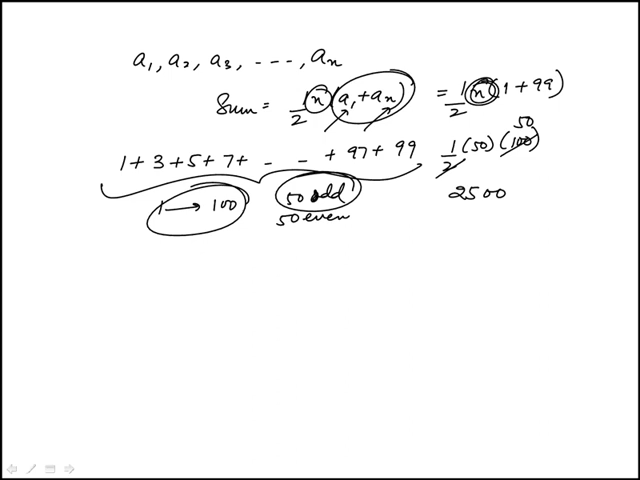 a₁, a₂, a₃, ----, aₙ
Sum = 1/2 n (a₁ + aₙ) = 1/2 n (1 + 99)
1 + 3 + 5 + 7 + - - + 97 + 99 1/2 (50) (100) 50
1 → 100 50 odd 2500
50 even